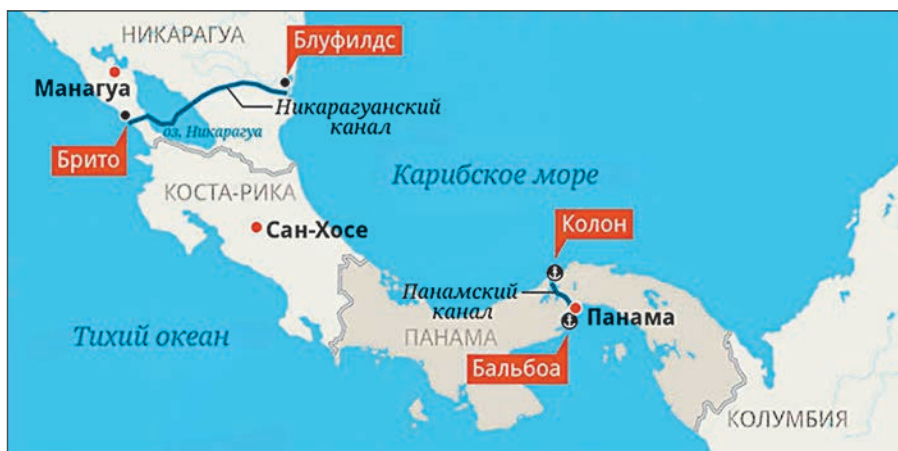 НИКАРАГУА
Блуфилдс
Манагуа
Никарагуанский
канал
оз. Никарагуа
Брито
КОСТА-РИКА
Карибское море
Сан-Хосе
Колон
Панамский
канал
Тихий океан
ПАНАМА
Панама
Бальбоа
КОЛУМБИЯ